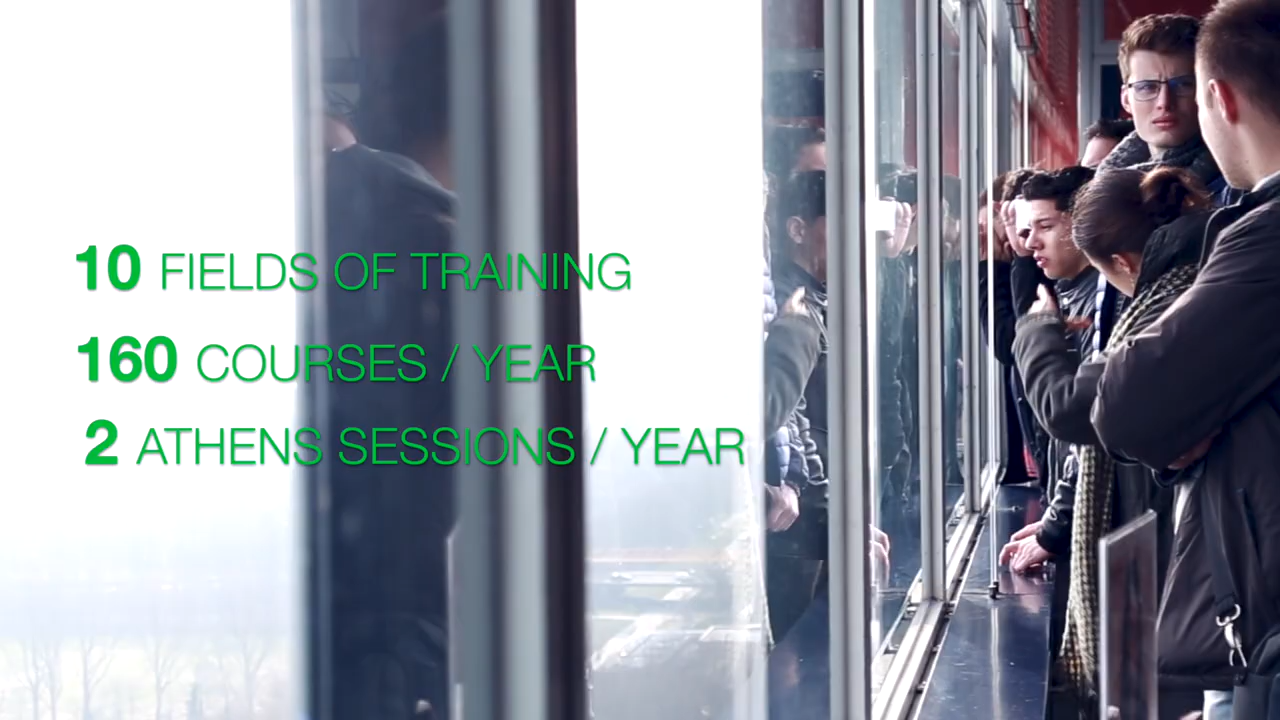 10 FIELDS OF TRAINING
160 COURSES / YEAR
2 ATHENS SESSIONS / YEAR